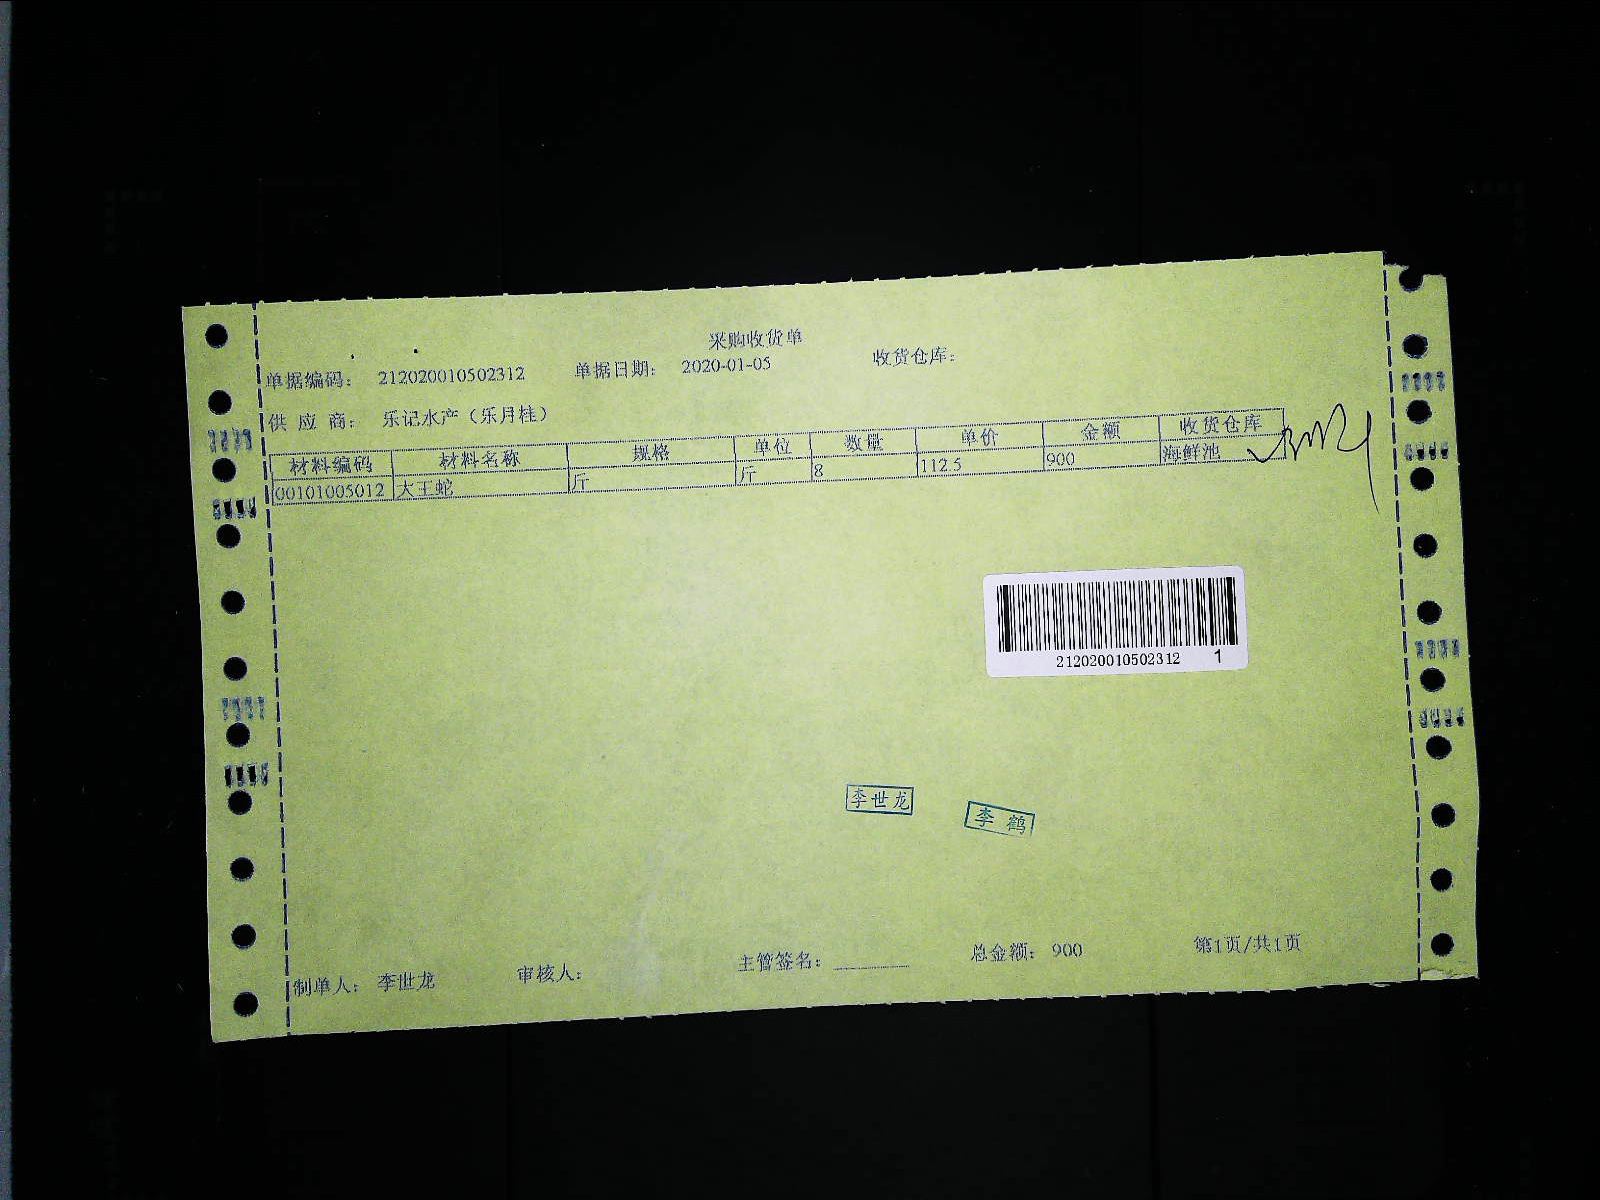 采购收货单
单据编码： 212020010502312 单据日期： 2020-01-05 收货仓库：
供 应 商： 乐记水产（乐月桂）
材料编码 材料名称 规格 单位 数量 单价 金额 收货仓库
00101005012 大王蛇 斤 斤 8 112.5 900 海鲜池
212020010502312 1
李世龙 李鹤
制单人： 李世龙 审核人： 主管签名： 总金额： 900 第1页/共1页